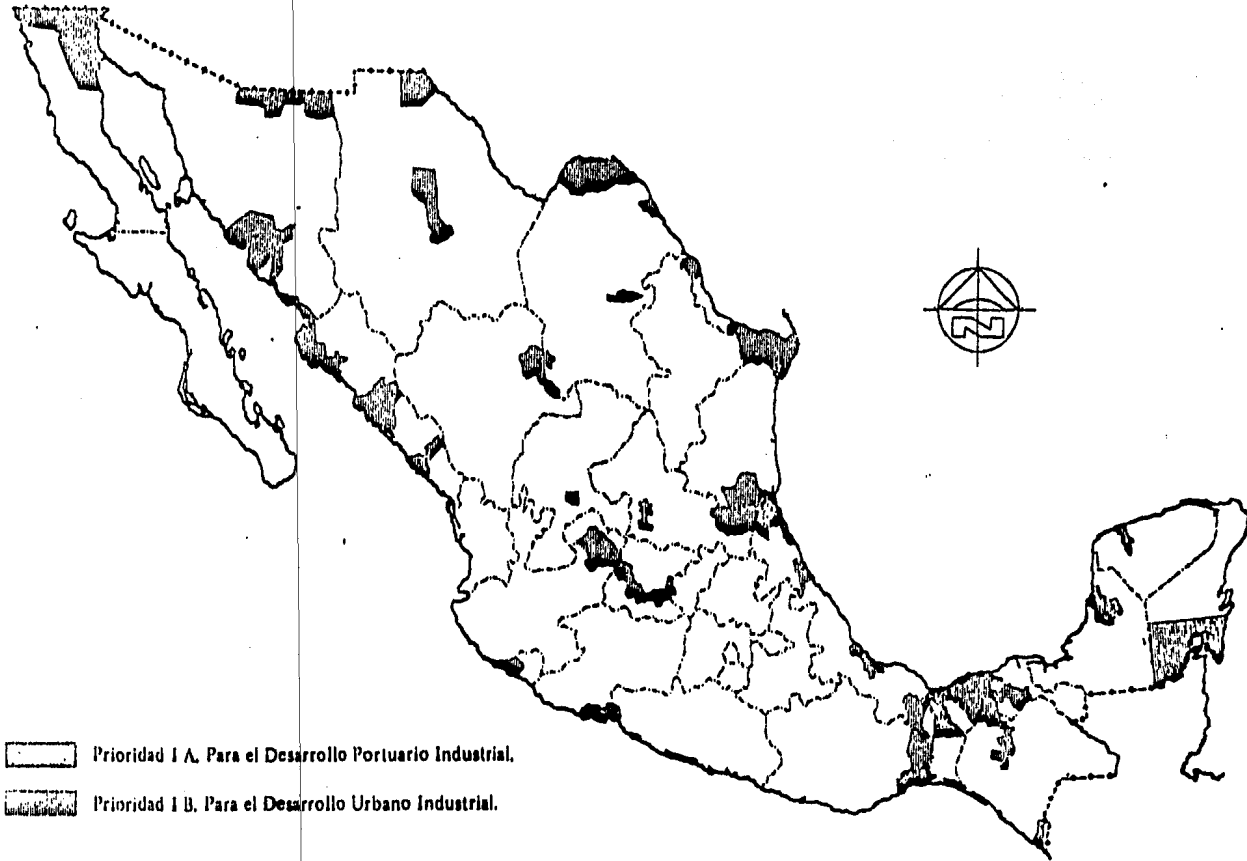 Prioridad I A. Para el Desarrollo Portuario Industrial.
Prioridad I B. Para el Desarrollo Urbano Industrial.